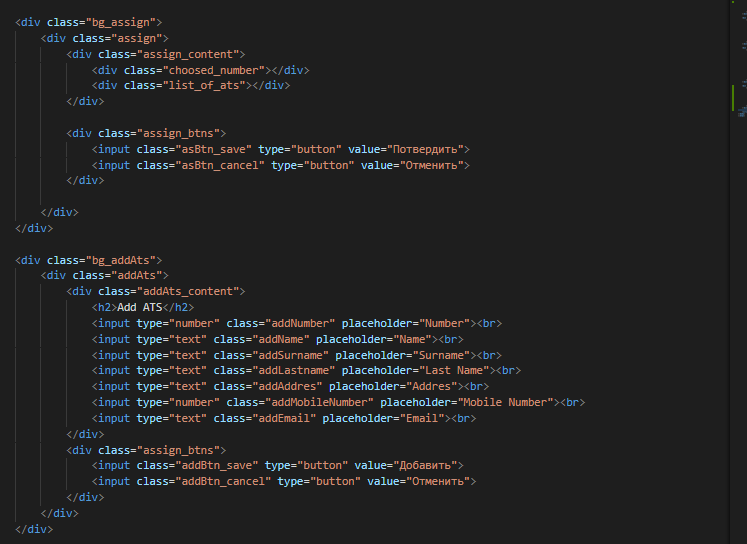 <div class="bg_assign">
<div class="assign">
<div class="assign_content">
<div class="choosed_number"></div>
<div class="list_of_ats"></div>
</div>
<div class="assign_btns">
<input class="asBtn_save" type="button" value="Потвердить">
<input class="asBtn_cancel" type="button" value="Отменить">
</div>
</div>
</div>
<div class="bg_addAts">
<div class="addAts">
<div class="addAts_content">
<h2>Add ATS</h2>
<input type="number" class="addNumber" placeholder="Number"><br>
<input type="text" class="addName" placeholder="Name"><br>
<input type="text" class="addSurname" placeholder="Surname"><br>
<input type="text" class="addLastname" placeholder="Last Name"><br>
<input type="text" class="addAddres" placeholder="Addres"><br>
<input type="number" class="addMobileNumber" placeholder="Mobile Number"><br>
<input type="text" class="addEmail" placeholder="Email"><br>
</div>
<div class="assign_btns">
<input class="addBtn_save" type="button" value="Добавить">
<input class="addBtn_cancel" type="button" value="Отменить">
</div>
</div>
</div>